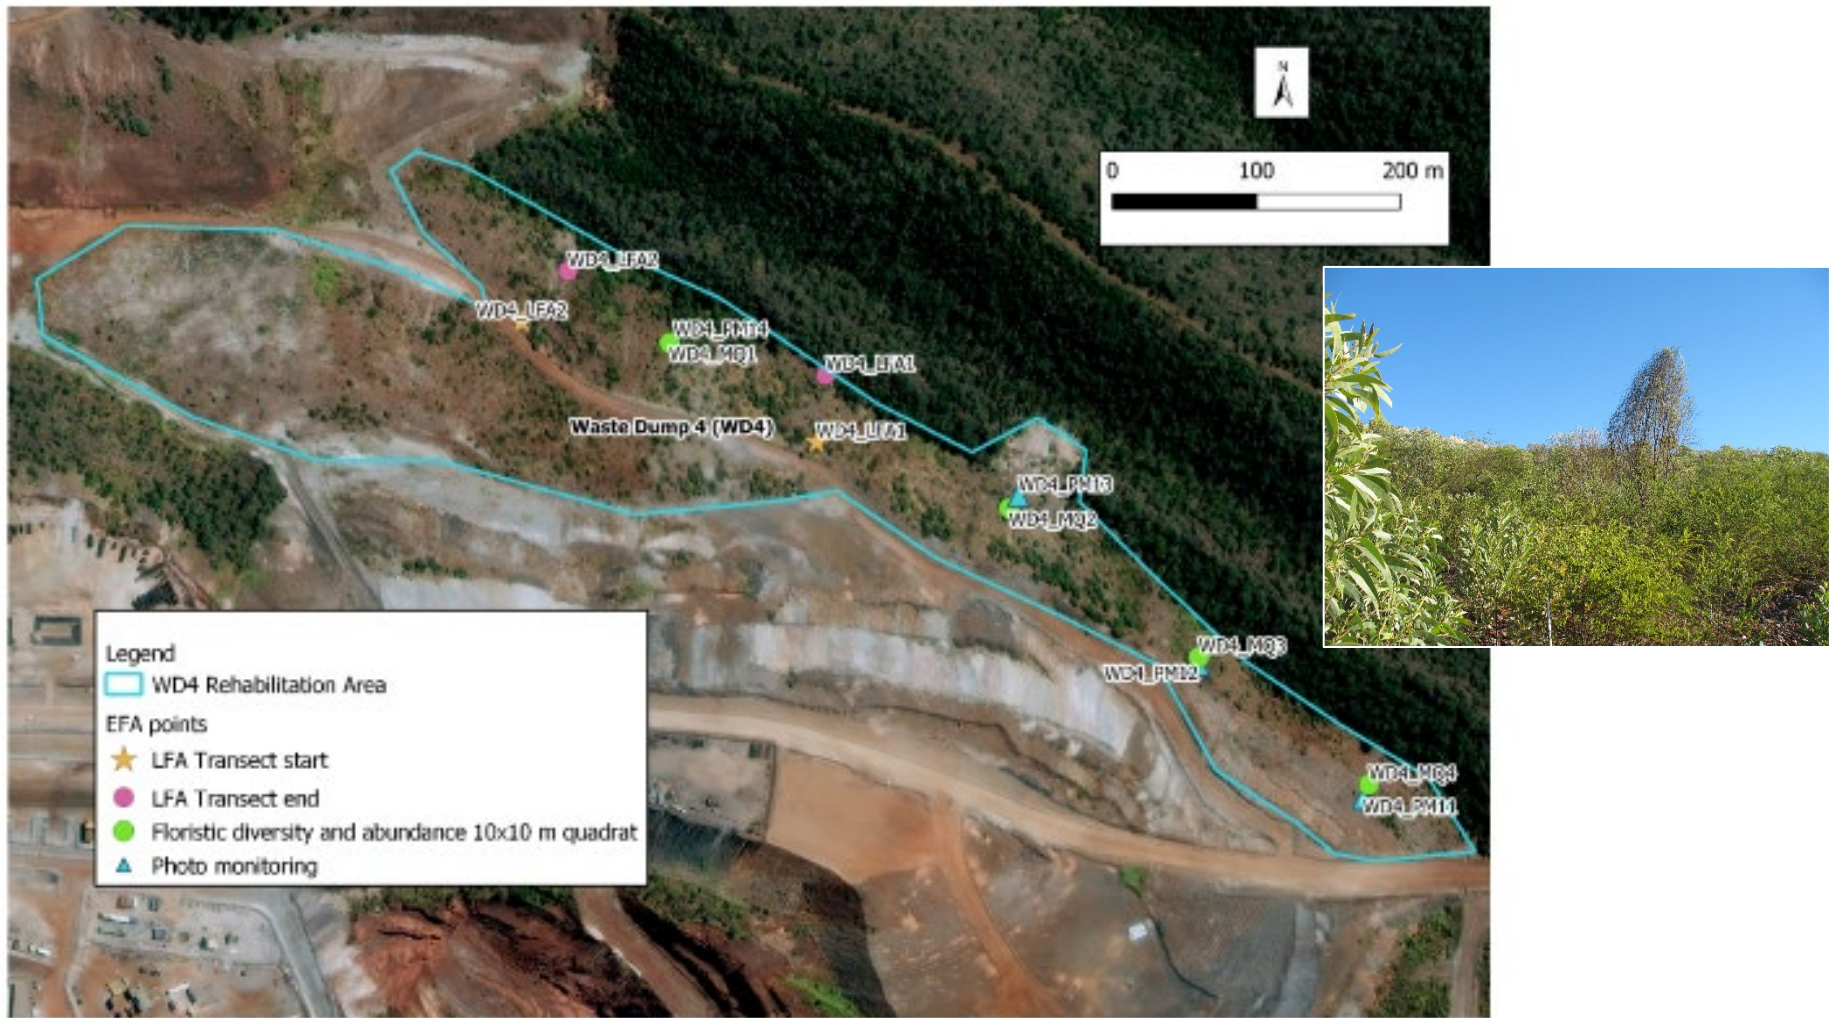 N
0 100 200 m
WD4_LFA2
WD4_LFA2
WD4_PM14
WD4_MQ1
WD4_LFA1
Waste Dump 4 (WD4)
WD4_LFA1
WD4_PM13
WD4_MQ2
WD4_MQ3
WD4_PM12
WD4_MQ4
WD4_PM11
Legend
WD4 Rehabilitation Area
EFA points
LFA Transect start
LFA Transect end
Floristic diversity and abundance 10x10 m quadrat
Photo monitoring